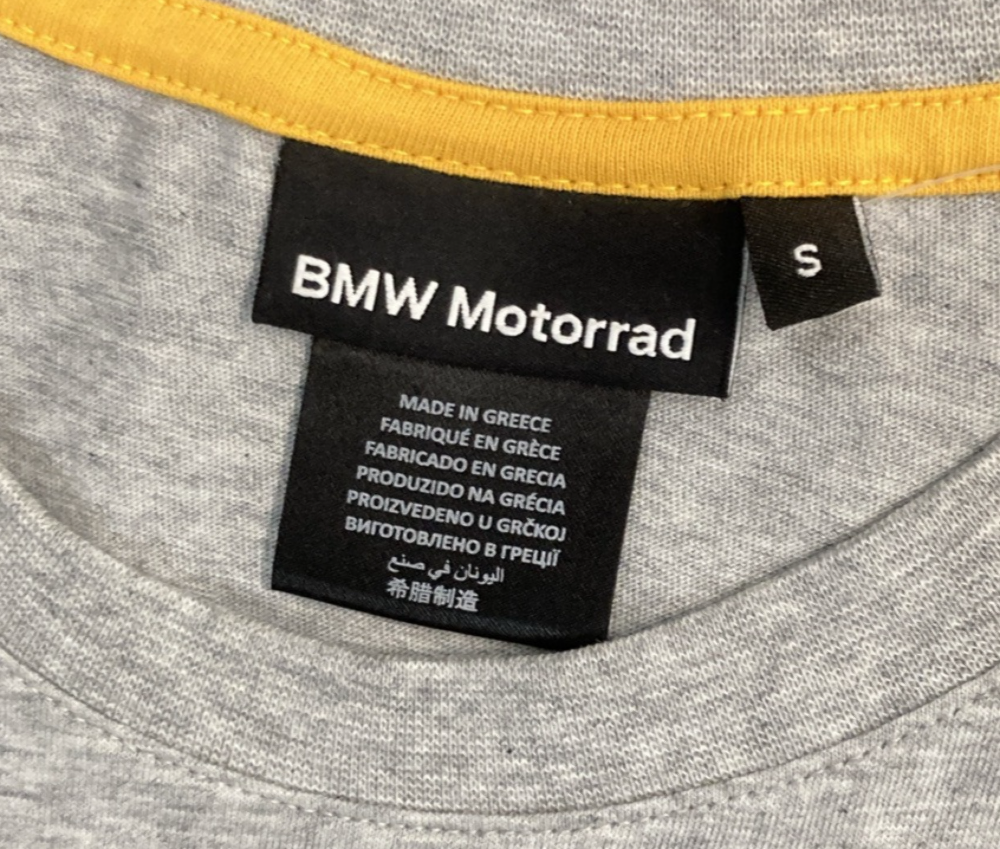 BMW Motorrad
S
MADE IN GREECE
FABRIQUÉ EN GRÈCE
FABRICADO EN GRECIA
PRODUZIDO NA GRÉCIA
PROIZVEDENO U GRČKOJ
ВИГОТОВЛЕНО В ГРЕЦІЇ
اليونان في صنع
希腊制造